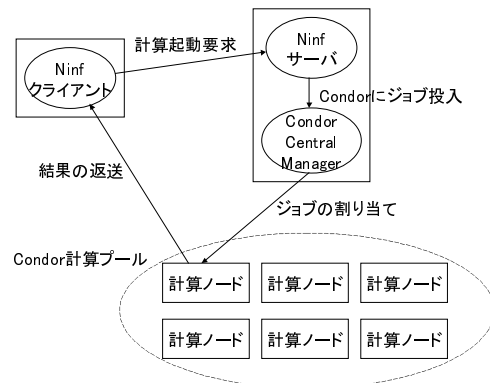 計算起動要求
Ninf
サーバ
Ninf
クライアント
Condorにジョブ投入
Condor
Central
Manager
結果の返送
ジョブの割り当て
Condor計算プール
計算ノード 計算ノード 計算ノード
計算ノード 計算ノード 計算ノード